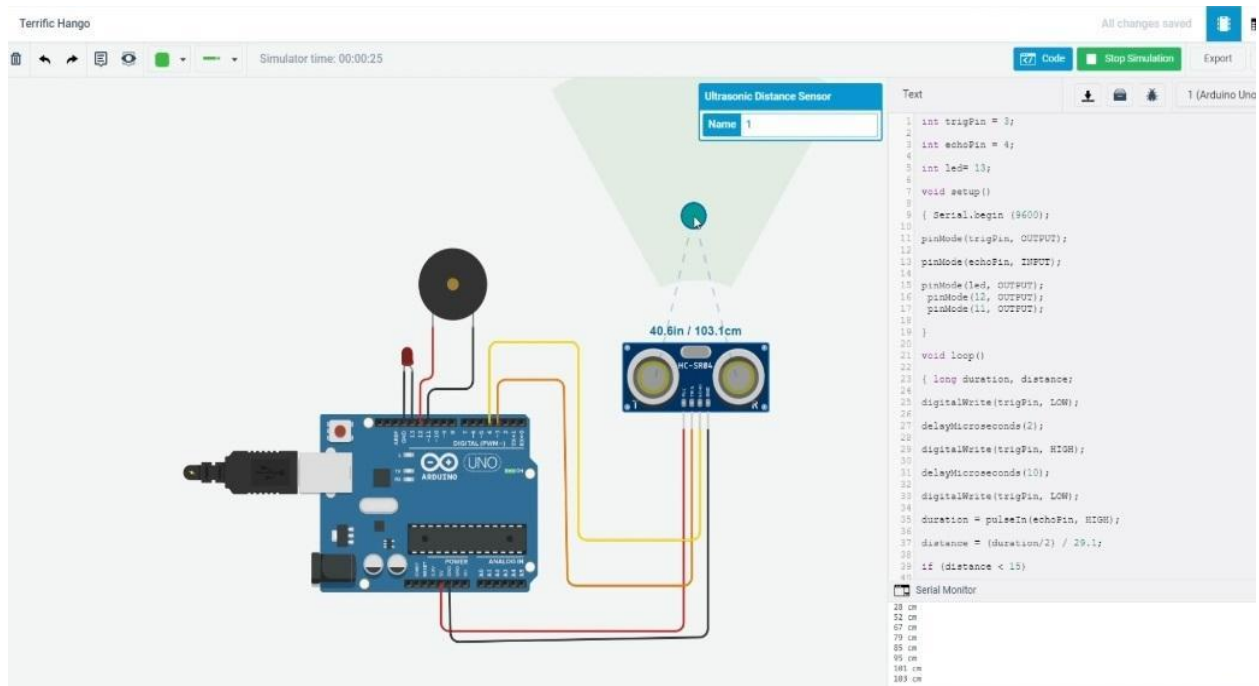 Terrific Hango
All changes saved
Simulator time: 00:00:25
Code
Stop Simulation
Export
Ultrasonic Distance Sensor
Name 1
Text
1 (Arduino Uno
1 int trigPin = 3;
2
3 int echoPin = 4;
4
5 int led= 13;
6
7 void setup()
8
9 { Serial.begin (9600);
10
11 pinMode(trigPin, OUTPUT);
12
13 pinMode(echoPin, INPUT);
14
15 pinMode(led, OUTPUT);
16 pinMode(12, OUTPUT);
17 pinMode(11, OUTPUT);
18
19 }
20
21 void loop()
22
23 { long duration, distance;
24
25 digitalWrite(trigPin, LOW);
26
27 delayMicroseconds(2);
28
29 digitalWrite(trigPin, HIGH);
30
31 delayMicroseconds(10);
32
33 digitalWrite(trigPin, LOW);
34
35 duration = pulseIn(echoPin, HIGH);
36
37 distance = (duration/2) / 29.1;
38
39 if (distance < 15)
40
40.6in / 103.1cm
HC-SR04
DIGITAL (PWM~)
UNO
ARDUINO
POWER
ANALOG IN
Serial Monitor
28 cm
52 cm
67 cm
79 cm
85 cm
95 cm
101 cm
103 cm